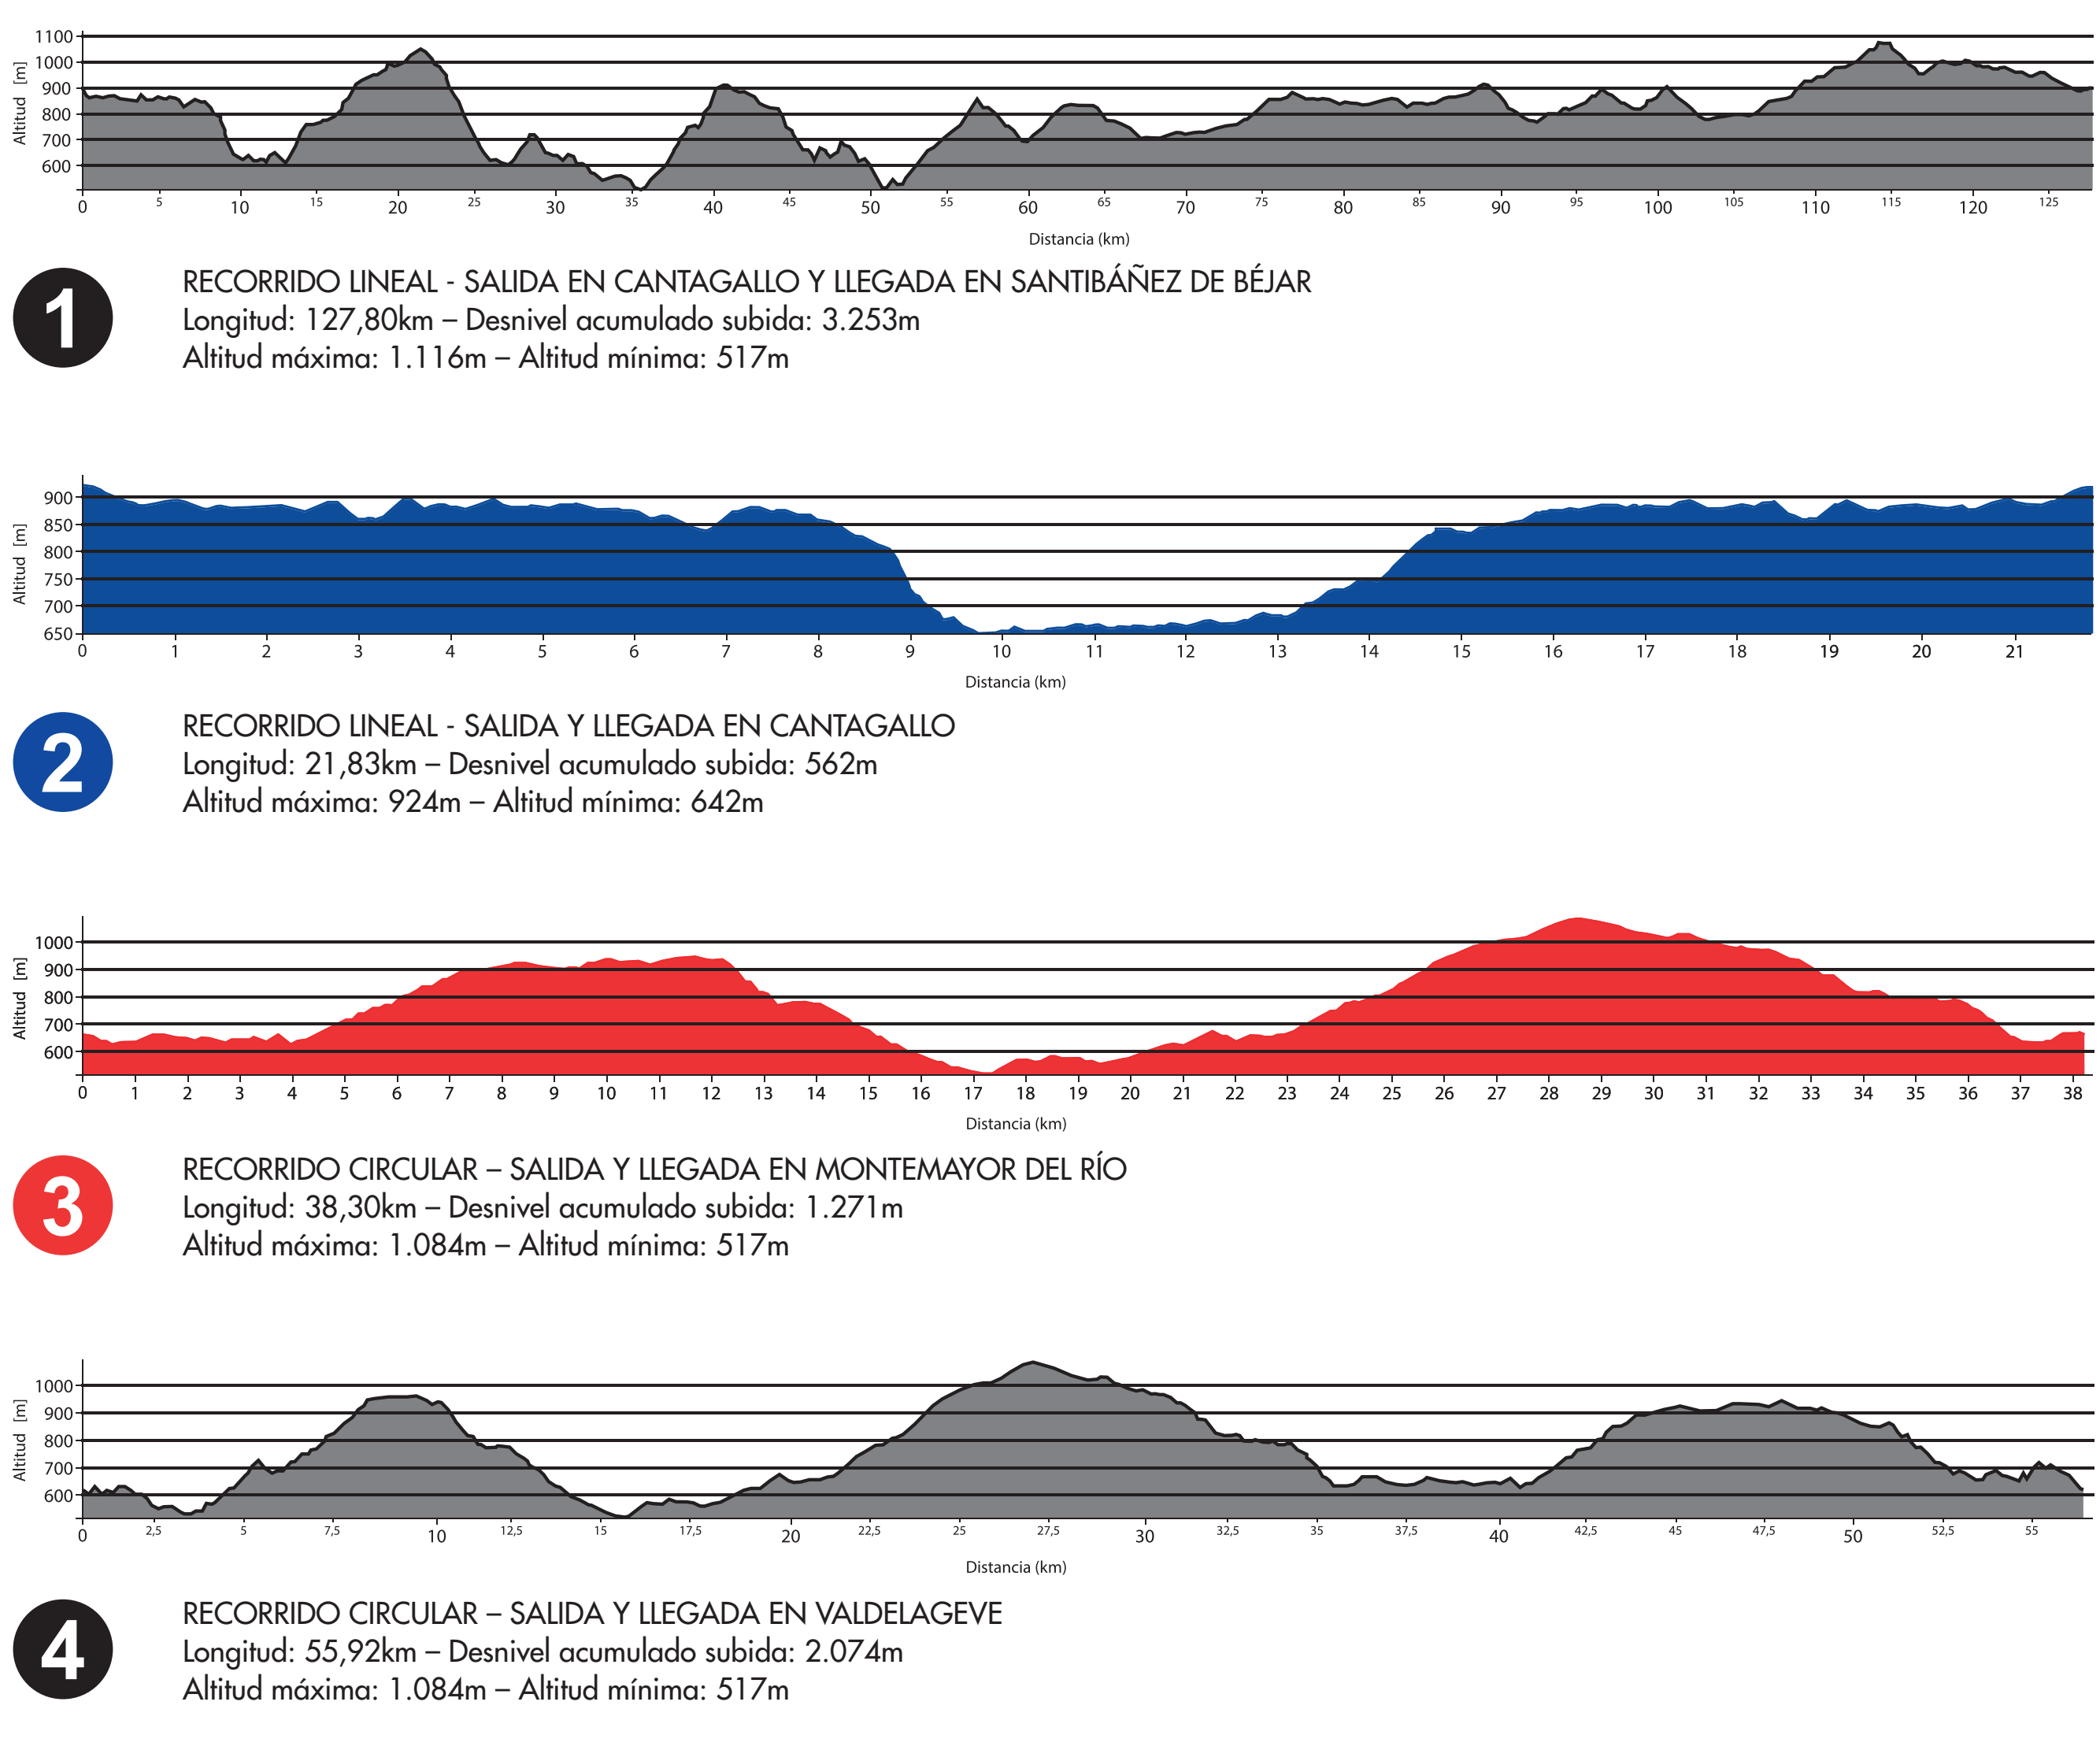 1100
1000
900
800
700
600
Altitud [m]
0 5 10 15 20 25 30 35 40 45 50 55 60 65 70 75 80 85 90 95 100 105 110 115 120 125
Distancia (km)
1
RECORRIDO LINEAL - SALIDA EN CANTAGALLO Y LLEGADA EN SANTIBÁÑEZ DE BÉJAR
Longitud: 127,80km – Desnivel acumulado subida: 3.253m
Altitud máxima: 1.116m – Altitud mínima: 517m
900
850
800
750
700
650
Altitud [m]
0 1 2 3 4 5 6 7 8 9 10 11 12 13 14 15 16 17 18 19 20 21
Distancia (km)
2
RECORRIDO LINEAL - SALIDA Y LLEGADA EN CANTAGALLO
Longitud: 21,83km – Desnivel acumulado subida: 562m
Altitud máxima: 924m – Altitud mínima: 642m
1000
900
800
700
600
Altitud [m]
0 1 2 3 4 5 6 7 8 9 10 11 12 13 14 15 16 17 18 19 20 21 22 23 24 25 26 27 28 29 30 31 32 33 34 35 36 37 38
Distancia (km)
3
RECORRIDO CIRCULAR – SALIDA Y LLEGADA EN MONTEMAYOR DEL RÍO
Longitud: 38,30km – Desnivel acumulado subida: 1.271m
Altitud máxima: 1.084m – Altitud mínima: 517m
1000
900
800
700
600
Altitud [m]
0 2,5 5 7,5 10 12,5 15 17,5 20 22,5 25 27,5 30 32,5 35 37,5 40 42,5 45 47,5 50 52,5 55
Distancia (km)
4
RECORRIDO CIRCULAR – SALIDA Y LLEGADA EN VALDELAGEVE
Longitud: 55,92km – Desnivel acumulado subida: 2.074m
Altitud máxima: 1.084m – Altitud mínima: 517m